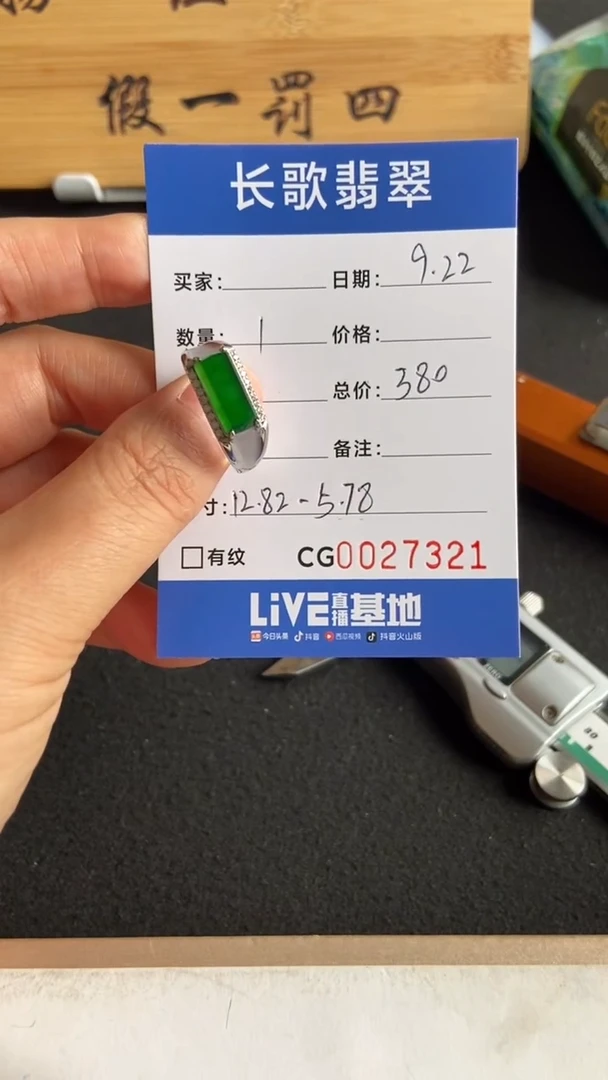 假一罚四
长歌翡翠
买家: 日期: 9.22
数量: 1 价格:
总价: 380
备注:
寸: 12.82-5.78
有纹 CG0027321
LiVE直播基地
今日头条 抖音 西瓜视频 抖音火山版